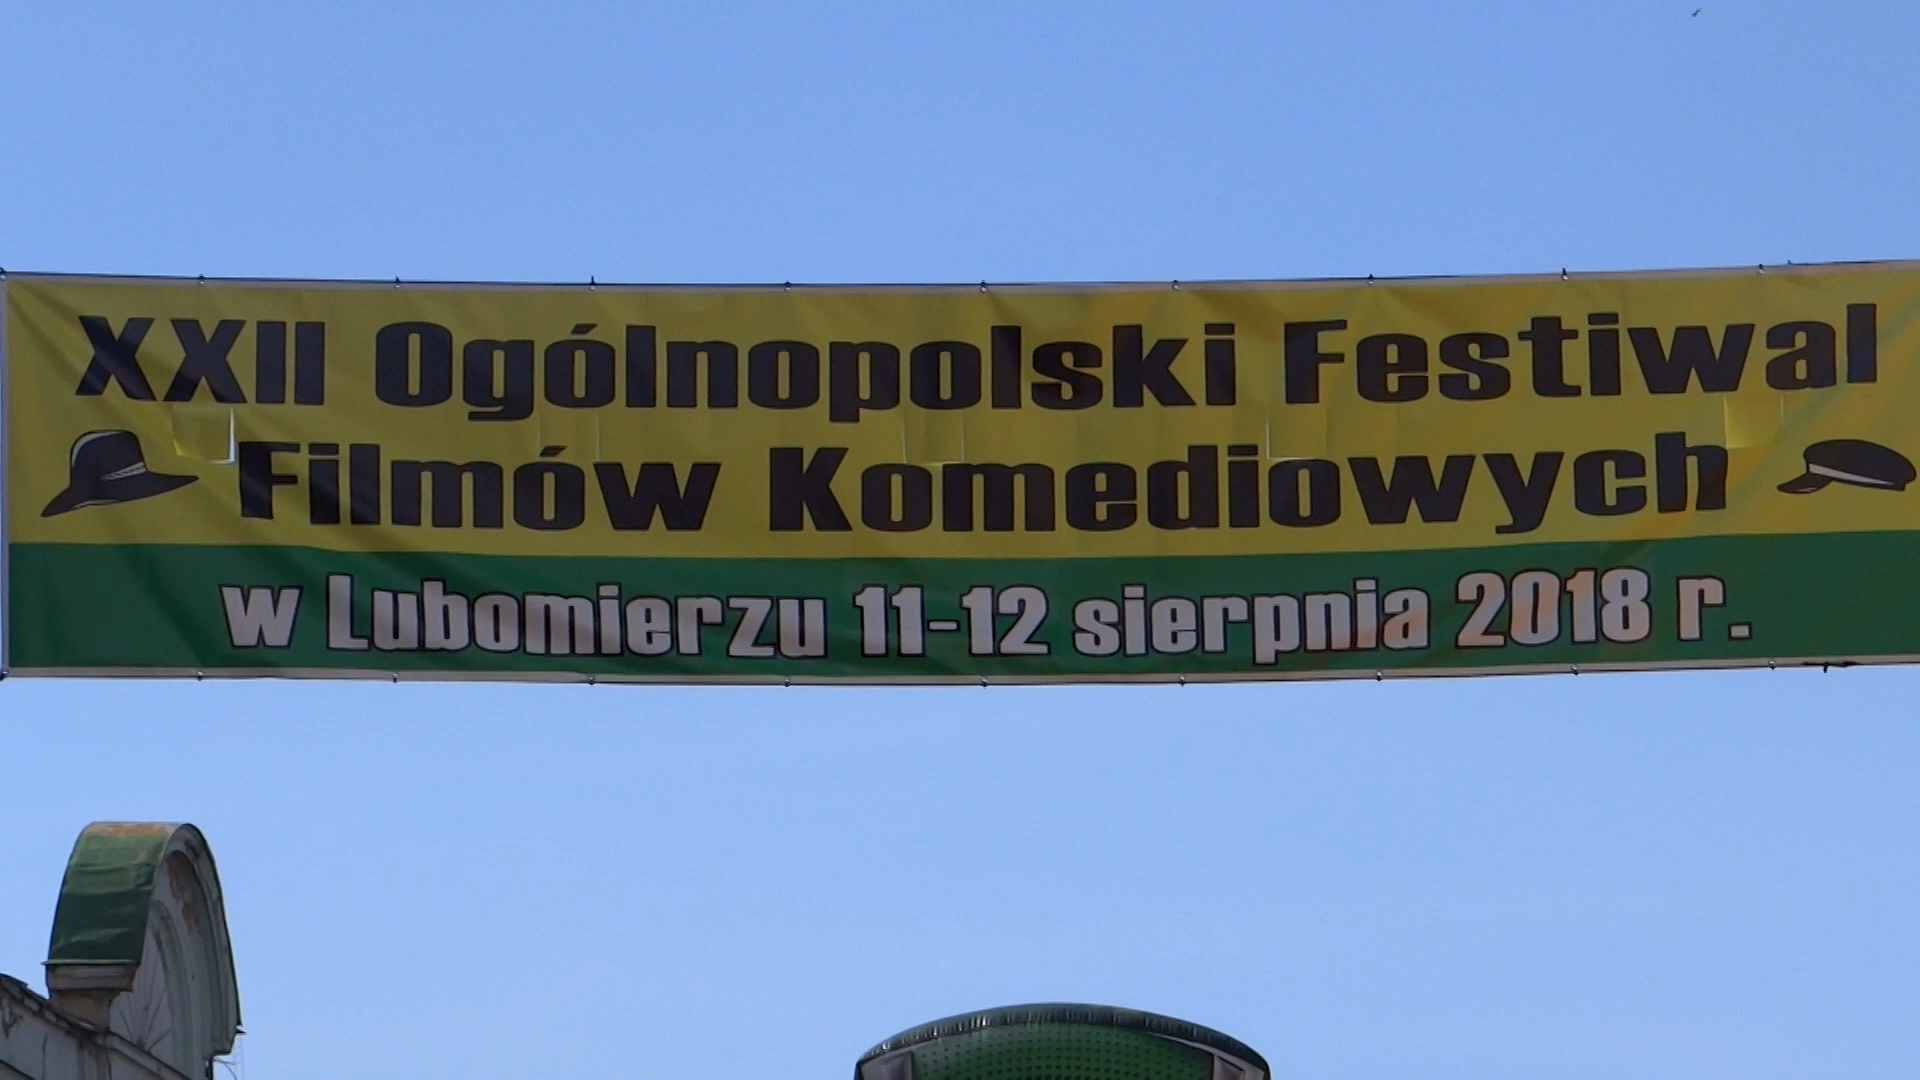 XXII Ogólnopolski Festiwal
Filmów Komediowych
w Lubomierzu 11-12 sierpnia 2018 r.